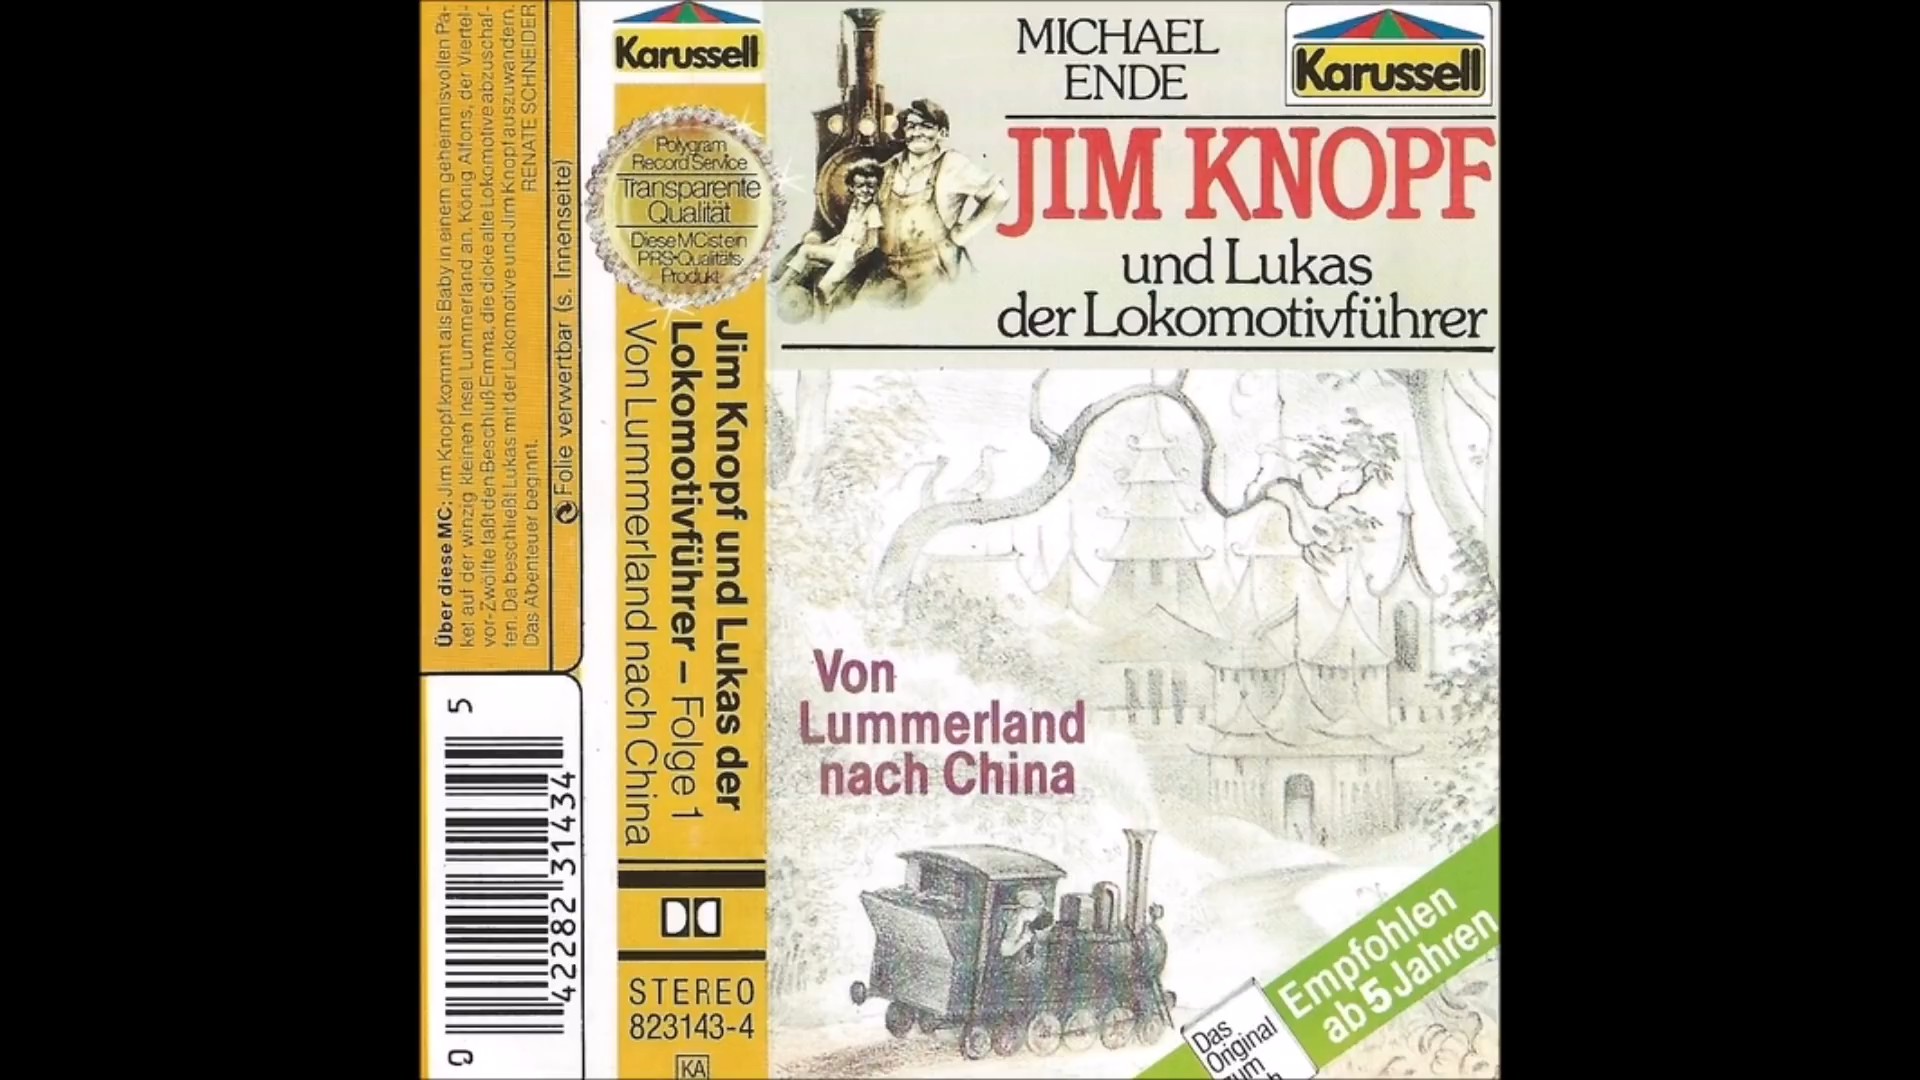 Über diese MC: Jim Knopf kommt als Baby in einem geheimnisvollen Pa-
ket auf der winzig kleinen Insel Lummerland an. König Alfons, der Viertel-
vor-Zwölfte faßt den Beschluß Emma, die dicke alte Lokomotive abzuschaf-
fen. Da beschließt Lukas mit der Lokomotive und Jim Knopf auszuwandern.
Das Abenteuer beginnt.
RENATE SCHNEIDER
Folie verwertbar (s. Innenseite)
0 42282 31434 5
Karussell
Polygram
Record Service
Transparente
Qualität
Diese MC ist ein
PRS-Qualitäts-
Produkt
Jim Knopf und Lukas der
Lokomotivführer – Folge 1
Von Lummerland nach China
STEREO
823143-4
KA
MICHAEL
ENDE
Karussell
JIM KNOPF
und Lukas
der Lokomotivführer
Von
Lummerland
nach China
Empfohlen
ab 5 Jahren
Das
Original